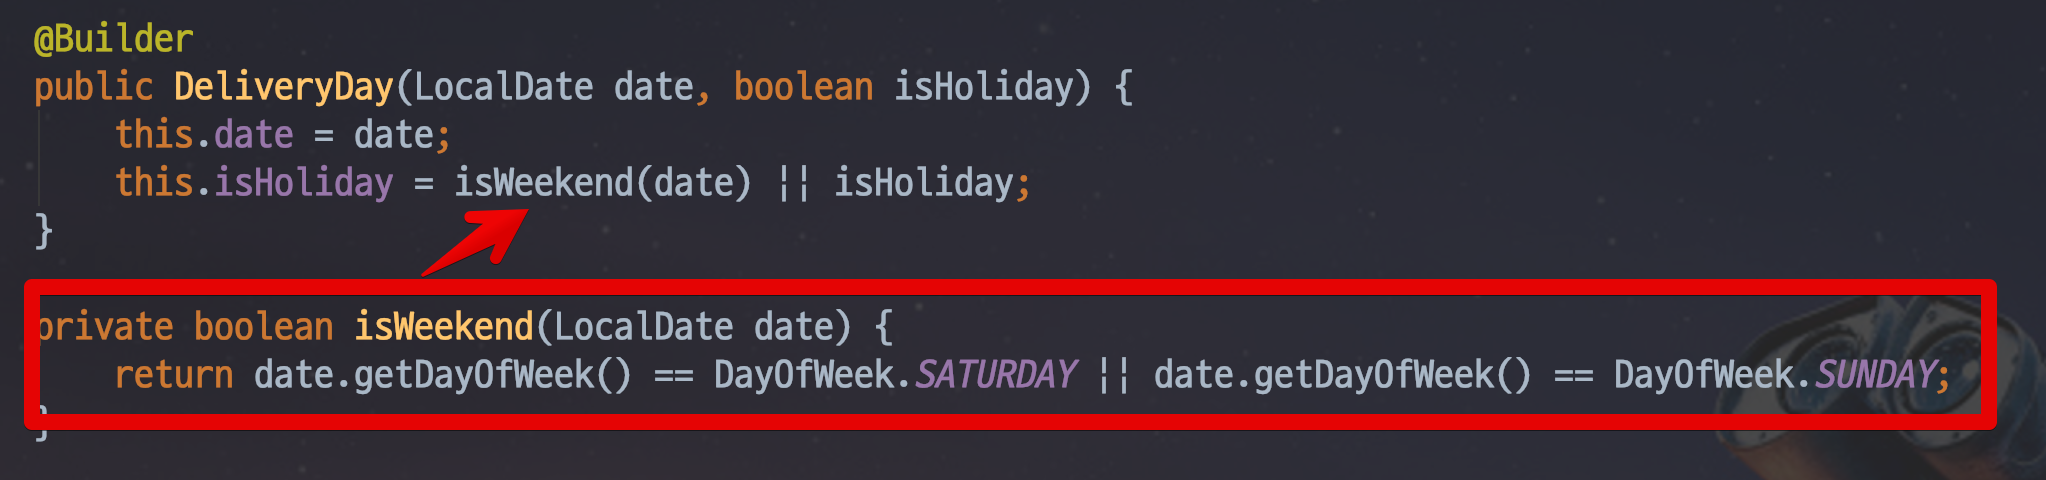 @Builder
public DeliveryDay(LocalDate date, boolean isHoliday) {
    this.date = date;
    this.isHoliday = isWeekend(date) || isHoliday;
}
private boolean isWeekend(LocalDate date) {
    return date.getDayOfWeek() == DayOfWeek.SATURDAY || date.getDayOfWeek() == DayOfWeek.SUNDAY;
}